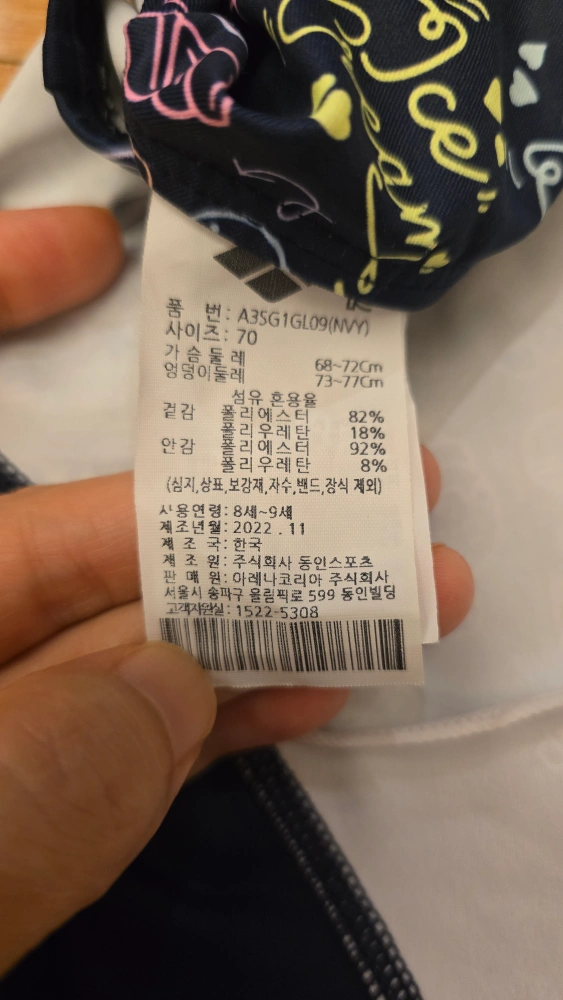 품 번: A3SG1GL09(NVY)
사이즈: 70
가슴둘레 68~72Cm
엉덩이둘레 73~77Cm
섬유 혼용율
겉감 폴리에스터 82%
폴리우레탄 18%
안감 폴리에스터 92%
폴리우레탄 8%
(심지,상표,보강재,자수,밴드,장식 제외)
사용연령: 8세~9세
제조년월: 2022 . 11
제 조 국: 한국
제 조 원: 주식회사 동인스포츠
판 매 원: 아레나코리아 주식회사
서울시 송파구 올림픽로 599 동인빌딩
고객지원실: 1522-5308